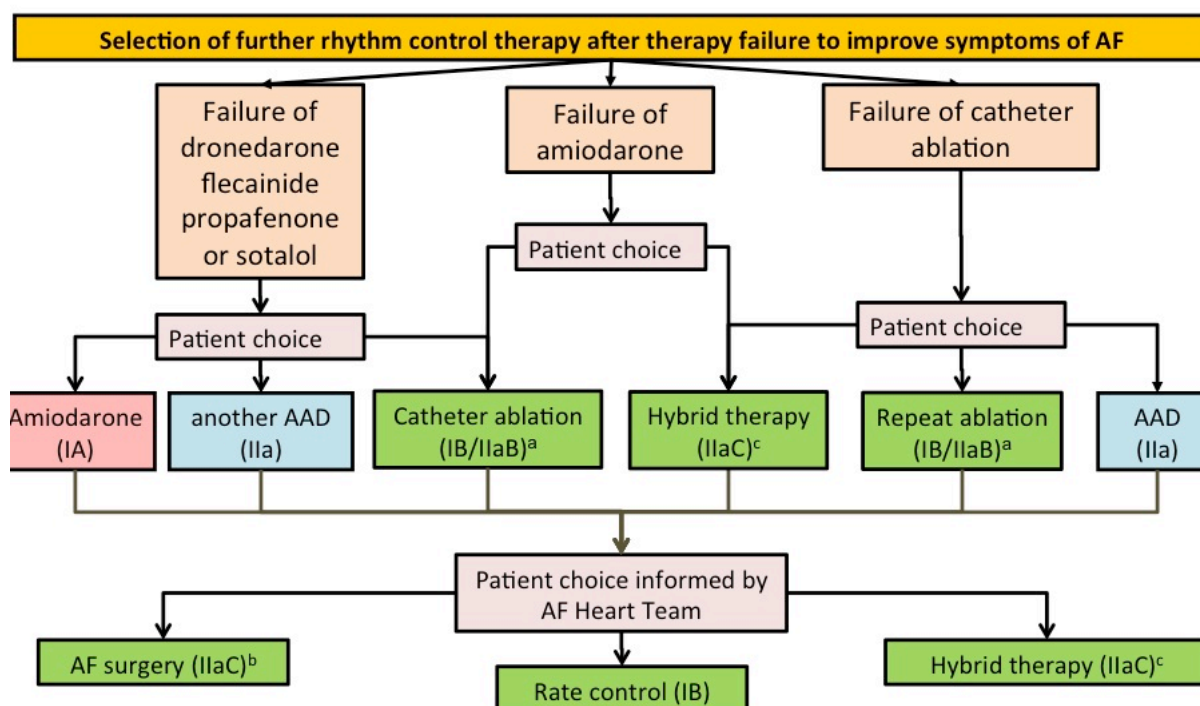 Selection of further rhythm control therapy after therapy failure to improve symptoms of AF
Failure of
dronedarone
flecainide
propafenone
or sotalol
Failure of
amiodarone
Failure of catheter
ablation
Patient choice
Patient choice
Patient choice
Amiodarone
(IA)
another AAD
(IIa)
Catheter ablation
(IB/IIaB)ᵃ
Hybrid therapy
(IIaC)ᶜ
Repeat ablation
(IB/IIaB)ᵃ
AAD
(IIa)
Patient choice informed by
AF Heart Team
AF surgery (IIaC)ᵇ
Rate control (IB)
Hybrid therapy (IIaC)ᶜ